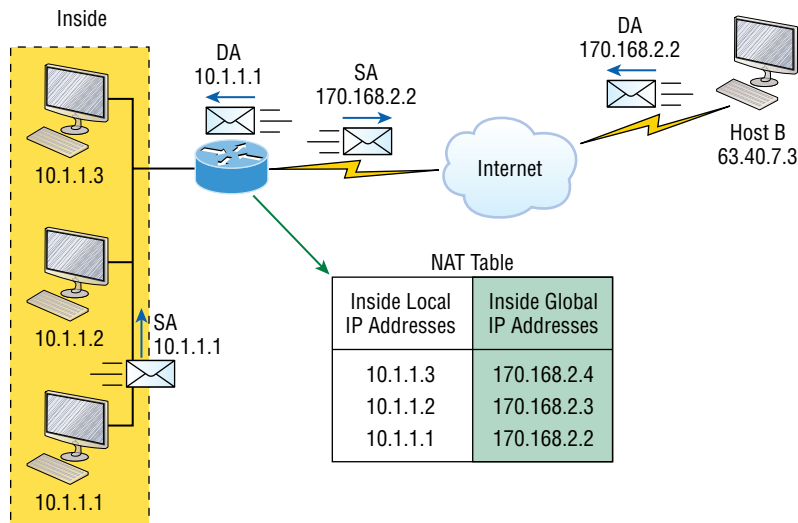 Inside
DA
10.1.1.1
SA
170.168.2.2
DA
170.168.2.2
10.1.1.3
Internet
Host B
63.40.7.3
10.1.1.2
SA
10.1.1.1
10.1.1.1
NAT Table
Inside Local
IP Addresses
Inside Global
IP Addresses
10.1.1.3 170.168.2.4
10.1.1.2 170.168.2.3
10.1.1.1 170.168.2.2